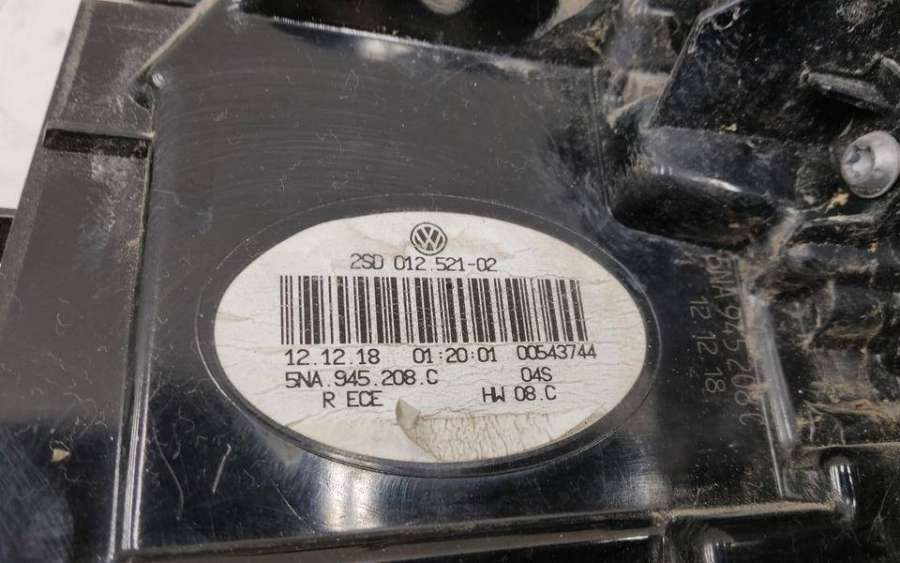 2SD 012.521-02
12.12.18 01:20:01 00543744
5NA.945.208.C 04S
R ECE HW 08.C
5NA 945 208 C
12 12 18